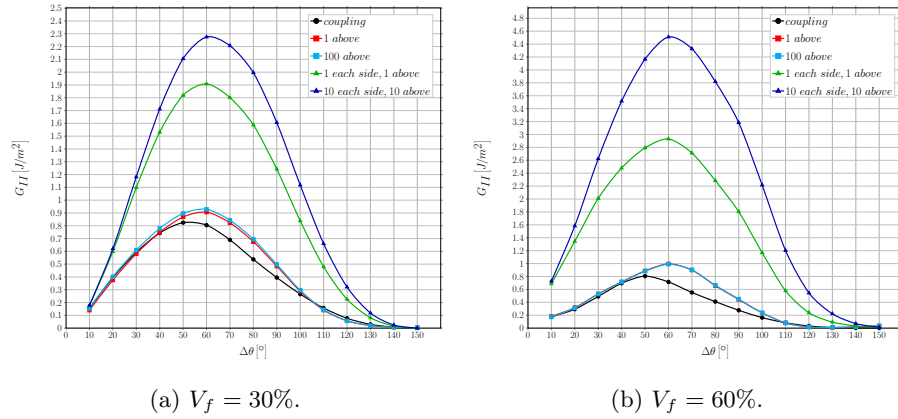 2.5
2.4
2.3
2.2
2.1
2
1.9
1.8
1.7
1.6
1.5
1.4
1.3
1.2
1.1
1
0.9
0.8
0.7
0.6
0.5
0.4
0.3
0.2
0.1
0
G_{II} [J/m²]
coupling
1 above
100 above
1 each side, 1 above
10 each side, 10 above
0 10 20 30 40 50 60 70 80 90 100 110 120 130 140 150
Δθ [°]
(a) V_f = 30%.
4.8
4.6
4.4
4.2
4
3.8
3.6
3.4
3.2
3
2.8
2.6
2.4
2.2
2
1.8
1.6
1.4
1.2
1
0.8
0.6
0.4
0.2
0
G_{II} [J/m²]
coupling
1 above
100 above
1 each side, 1 above
10 each side, 10 above
0 10 20 30 40 50 60 70 80 90 100 110 120 130 140 150
Δθ [°]
(b) V_f = 60%.